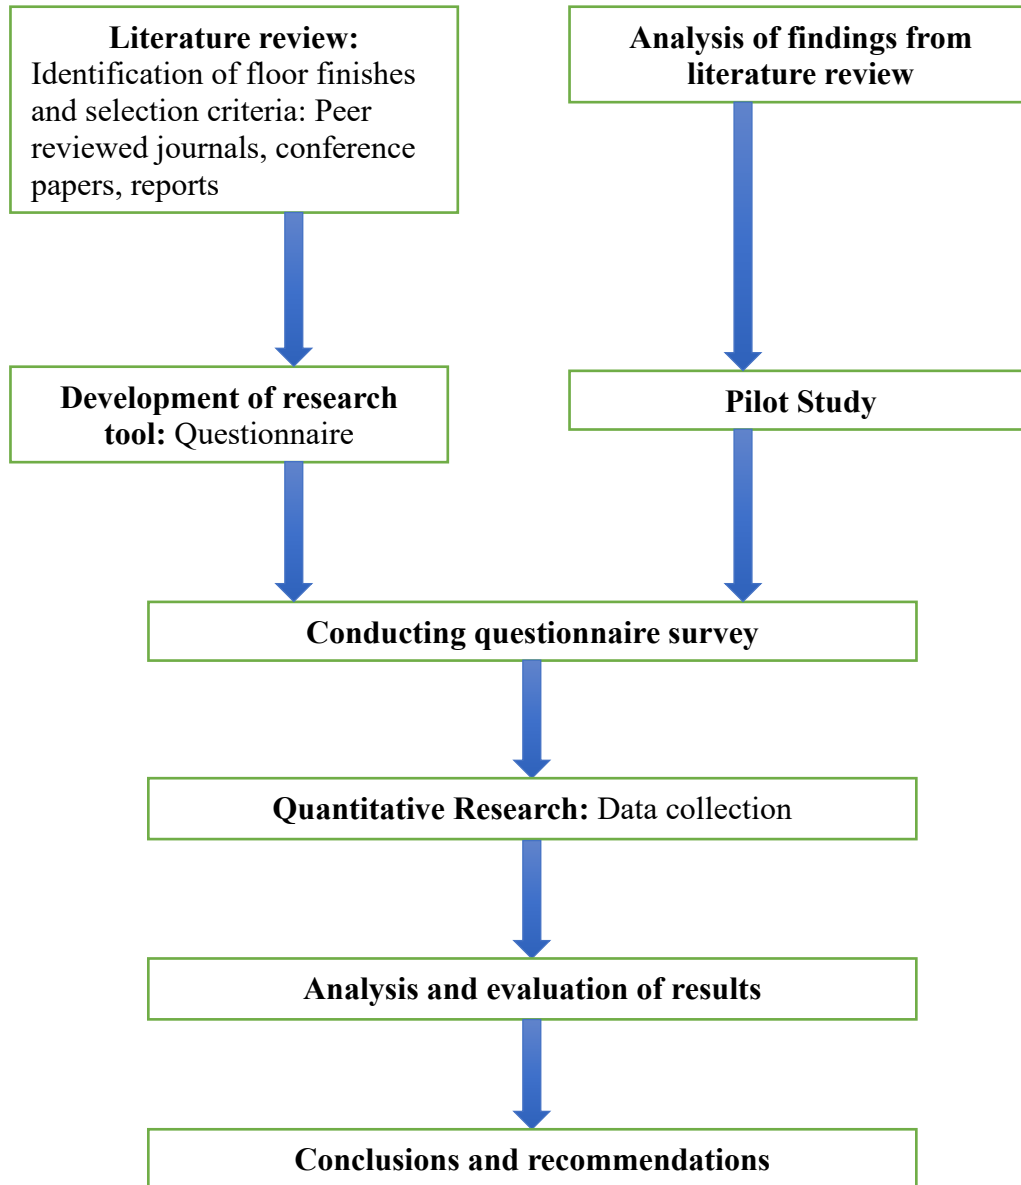 Literature review:
Identification of floor finishes
and selection criteria: Peer
reviewed journals, conference
papers, reports
Analysis of findings from
literature review
Development of research
tool: Questionnaire
Pilot Study
Conducting questionnaire survey
Quantitative Research: Data collection
Analysis and evaluation of results
Conclusions and recommendations